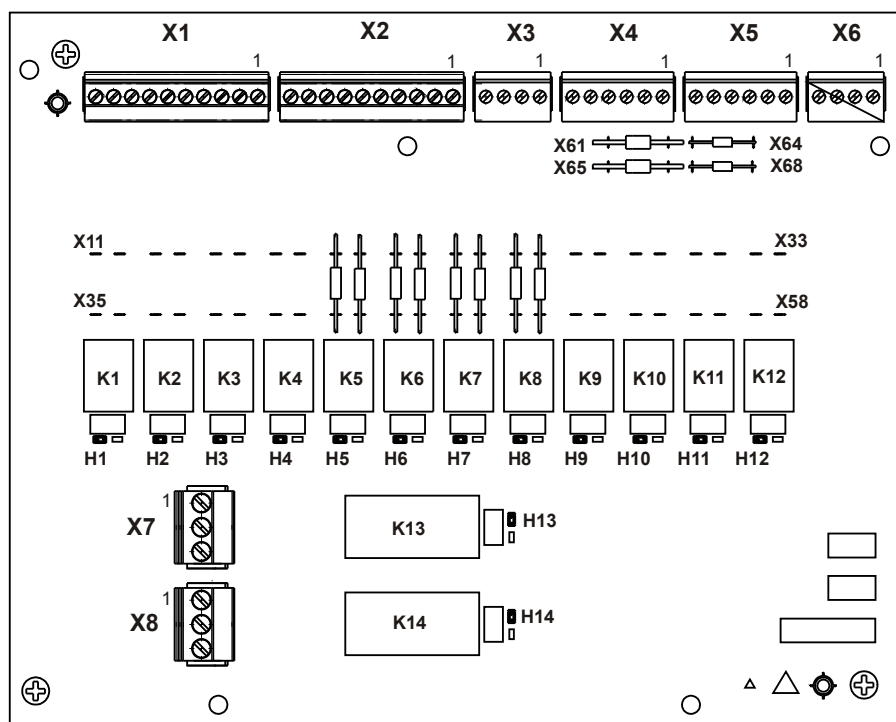 X1 X2 X3 X4 X5 X6
1 1 1 1 1 1
X61 X64
X65 X68
X11 X33
X35 X58
K1 K2 K3 K4 K5 K6 K7 K8 K9 K10 K11 K12
H1 H2 H3 H4 H5 H6 H7 H8 H9 H10 H11 H12
1
X7 K13 H13
1
X8 K14 H14